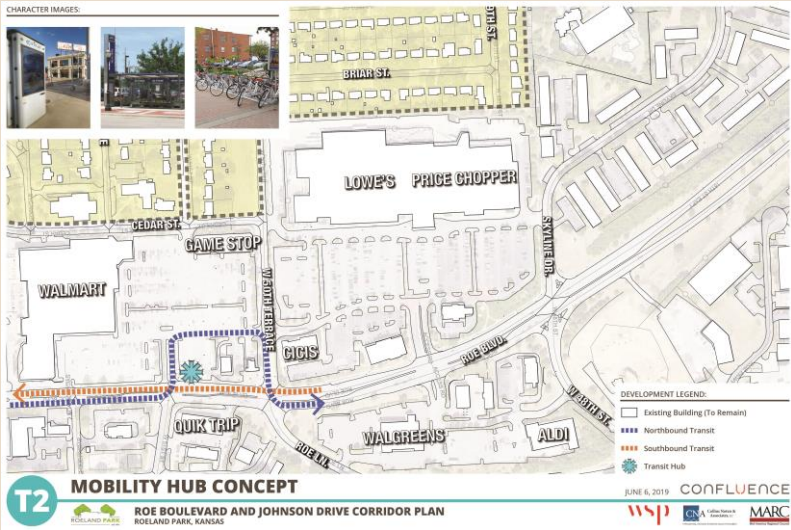 CHARACTER IMAGES:
BRIAR ST.
LOWE'S PRICE CHOPPER
CEDAR ST.
GAME STOP
SKYLINE DR.
WALMART
W 50TH TERRACE
CICIS
ROE BLVD.
QUIK TRIP
WALGREENS
ALDI
ROE LN.
DEVELOPMENT LEGEND:
Existing Building (To Remain)
Northbound Transit
Southbound Transit
Transit Hub
T2
MOBILITY HUB CONCEPT
JUNE 6, 2019
CONFLUENCE
ROELAND PARK
ROE BOULEVARD AND JOHNSON DRIVE CORRIDOR PLAN
ROELAND PARK, KANSAS
wsp
CNA
MARC